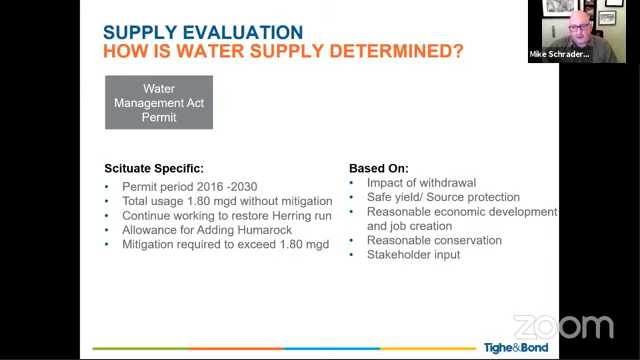 SUPPLY EVALUATION
HOW IS WATER SUPPLY DETERMINED?
Mike Schrader...
Water
Management Act
Permit
Scituate Specific:
• Permit period 2016 -2030
• Total usage 1.80 mgd without mitigation
• Continue working to restore Herring run
• Allowance for Adding Humarock
• Mitigation required to exceed 1.80 mgd
Based On:
• Impact of withdrawal
• Safe yield/ Source protection
• Reasonable economic development
and job creation
• Reasonable conservation
• Stakeholder input
zoom
Tighe&Bond